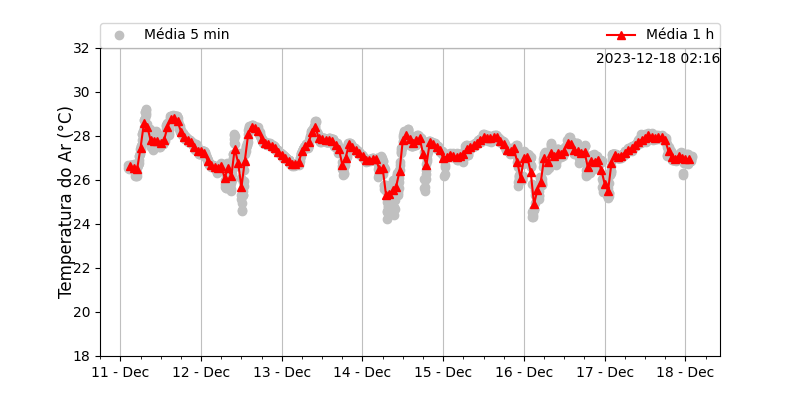 Média 5 min
Média 1 h
2023-12-18 02:16
Temperatura do Ar (°C)
32
30
28
26
24
22
20
18
11 - Dec
12 - Dec
13 - Dec
14 - Dec
15 - Dec
16 - Dec
17 - Dec
18 - Dec